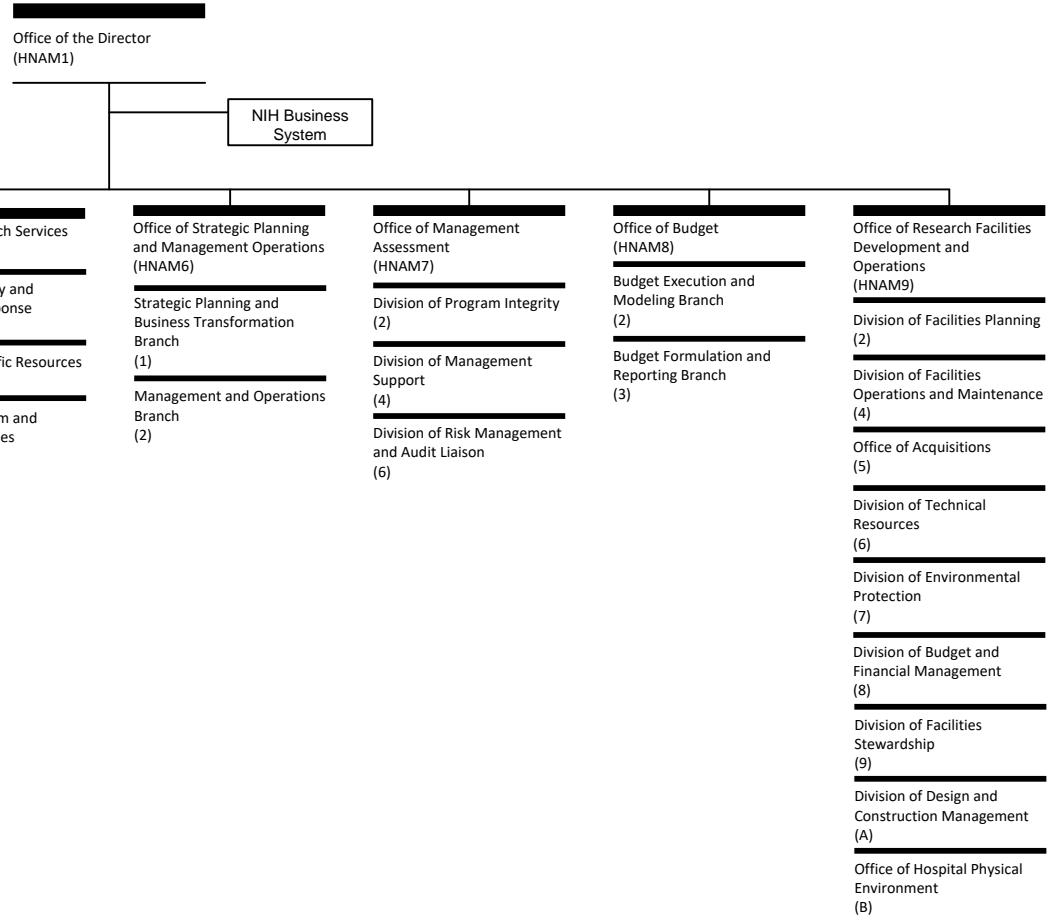 Office of the Director
(HNAM1)
NIH Business
System
ch Services
y and
ponse
fic Resources
m and
es
Office of Strategic Planning
and Management Operations
(HNAM6)
Strategic Planning and
Business Transformation
Branch
(1)
Management and Operations
Branch
(2)
Office of Management
Assessment
(HNAM7)
Division of Program Integrity
(2)
Division of Management
Support
(4)
Division of Risk Management
and Audit Liaison
(6)
Office of Budget
(HNAM8)
Budget Execution and
Modeling Branch
(2)
Budget Formulation and
Reporting Branch
(3)
Office of Research Facilities
Development and
Operations
(HNAM9)
Division of Facilities Planning
(2)
Division of Facilities
Operations and Maintenance
(4)
Office of Acquisitions
(5)
Division of Technical
Resources
(6)
Division of Environmental
Protection
(7)
Division of Budget and
Financial Management
(8)
Division of Facilities
Stewardship
(9)
Division of Design and
Construction Management
(A)
Office of Hospital Physical
Environment
(B)